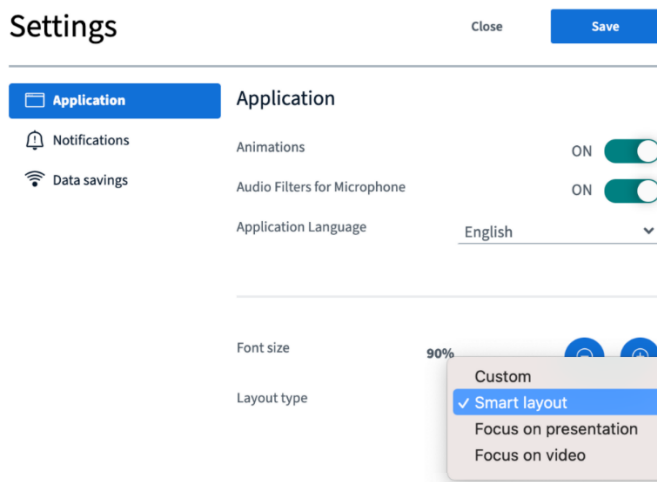 Settings
Close
Save
Application
Notifications
Data savings
Application
Animations
ON
Audio Filters for Microphone
ON
Application Language
English
Font size
90%
Layout type
Custom
✓ Smart layout
Focus on presentation
Focus on video